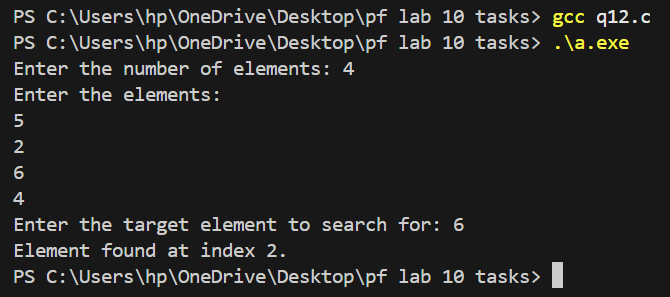 PS C:\Users\hp\OneDrive\Desktop\pf lab 10 tasks> gcc q12.c
PS C:\Users\hp\OneDrive\Desktop\pf lab 10 tasks> .\a.exe
Enter the number of elements: 4
Enter the elements:
5
2
6
4
Enter the target element to search for: 6
Element found at index 2.
PS C:\Users\hp\OneDrive\Desktop\pf lab 10 tasks>